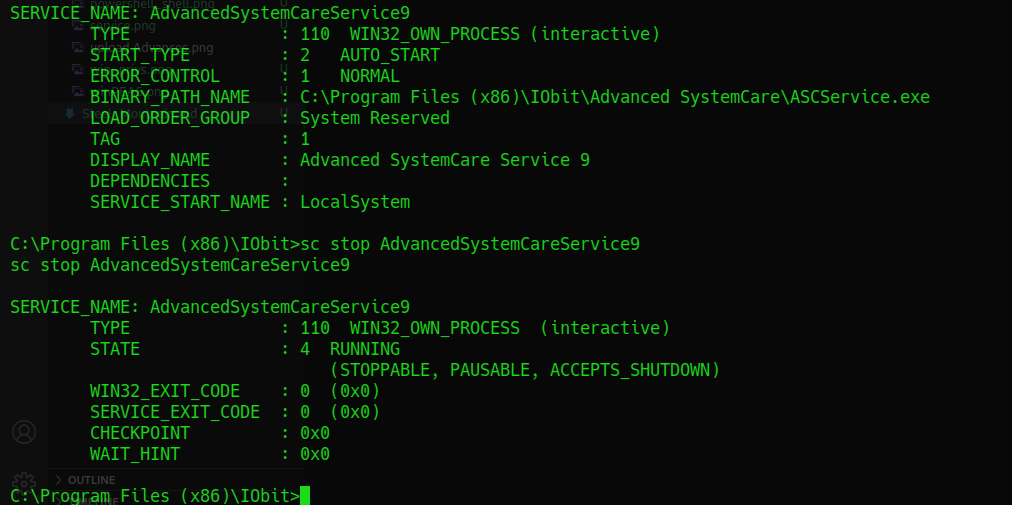 powershell_shell.png U
SERVICE_NAME: AdvancedSystemCareService9
TYPE : 110 WIN32_OWN_PROCESS (interactive)
START_TYPE : 2 AUTO_START
ERROR_CONTROL : 1 NORMAL
BINARY_PATH_NAME : C:\Program Files (x86)\IObit\Advanced SystemCare\ASCService.exe
LOAD_ORDER_GROUP : System Reserved
TAG : 1
DISPLAY_NAME : Advanced SystemCare Service 9
DEPENDENCIES :
SERVICE_START_NAME : LocalSystem
C:\Program Files (x86)\IObit>sc stop AdvancedSystemCareService9
sc stop AdvancedSystemCareService9
SERVICE_NAME: AdvancedSystemCareService9
TYPE : 110 WIN32_OWN_PROCESS (interactive)
STATE : 4 RUNNING
(STOPPABLE, PAUSABLE, ACCEPTS_SHUTDOWN)
WIN32_EXIT_CODE : 0 (0x0)
SERVICE_EXIT_CODE : 0 (0x0)
CHECKPOINT : 0x0
WAIT_HINT : 0x0
OUTLINE
C:\Program Files (x86)\IObit>